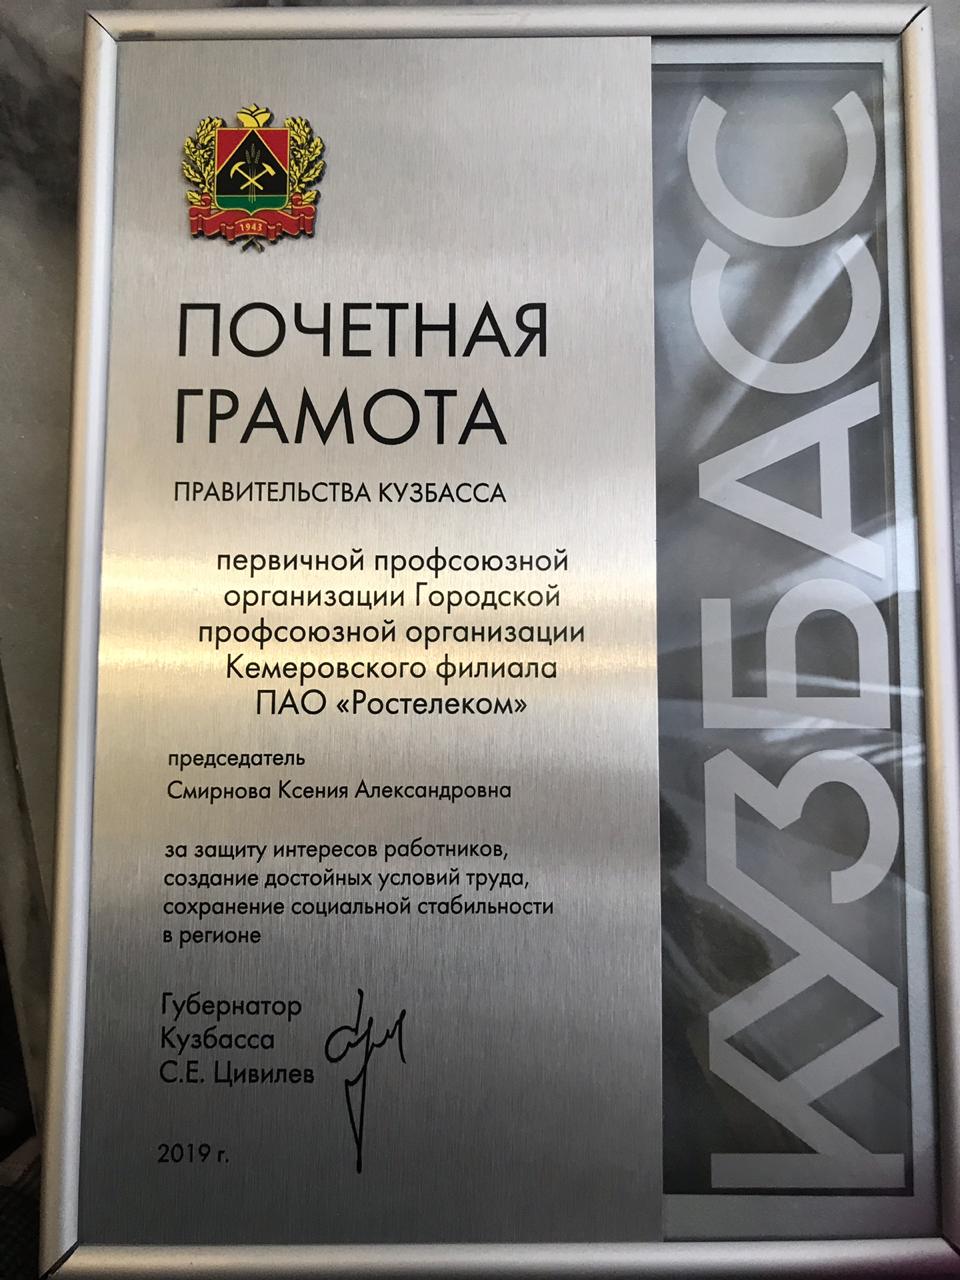 1943
ПОЧЕТНАЯ
ГРАМОТА
ПРАВИТЕЛЬСТВА КУЗБАССА
первичной профсоюзной
организации Городской
профсоюзной организации
Кемеровского филиала
ПАО «Ростелеком»
председатель
Смирнова Ксения Александровна
за защиту интересов работников,
создание достойных условий труда,
сохранение социальной стабильности
в регионе
Губернатор
Кузбасса
С.Е. Цивилев
2019 г.
КУЗБАСС